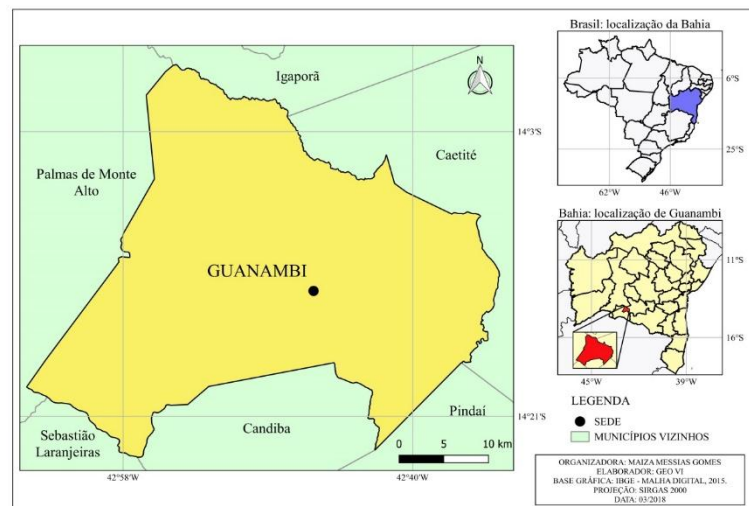 Brasil: localização da Bahia
N
Igaporã
6°S
14°3'S
Caetité
Palmas de Monte
Alto
25°S
62°W
46°W
Bahia: localização de Guanambi
GUANAMBI
11°S
16°S
45°W
39°W
LEGENDA
Pindaí
SEDE
14°21'S
Candiba
Sebastião
Laranjeiras
MUNICÍPIOS VIZINHOS
0 5 10 km
42°58'W
42°40'W
ORGANIZADORA: MAIZA MESSIAS GOMES
ELABORADOR: GEO VI
BASE GRÁFICA: IBGE - MALHA DIGITAL, 2015.
PROJEÇÃO: SIRGAS 2000
DATA: 03/2018